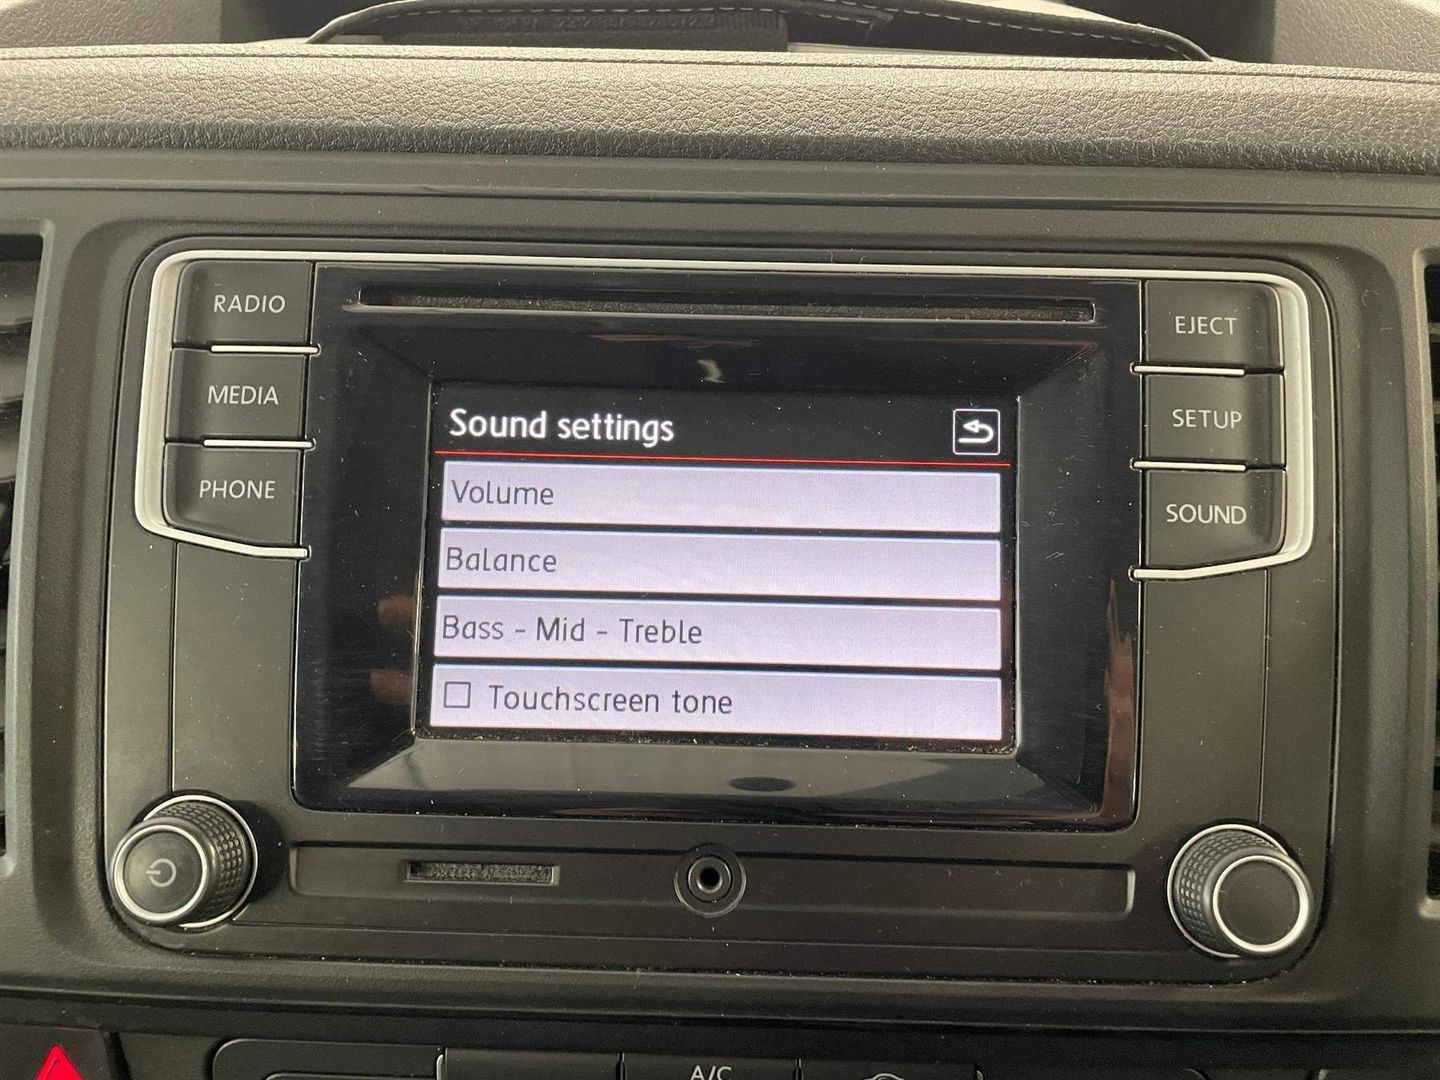 RADIO
MEDIA
PHONE
EJECT
SETUP
SOUND
Sound settings
Volume
Balance
Bass - Mid - Treble
Touchscreen tone
A/C